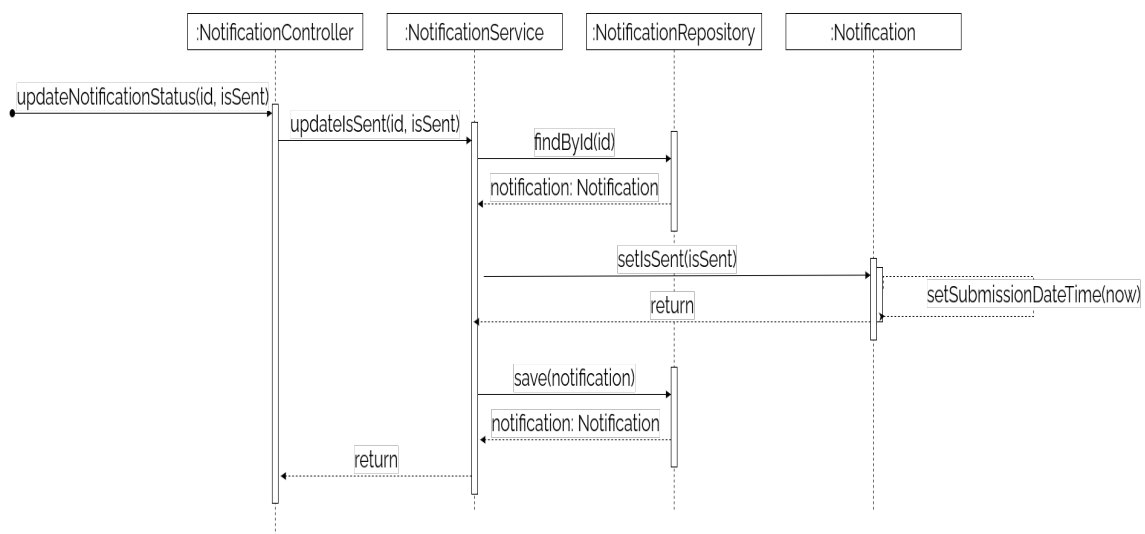 :NotificationController
:NotificationService
:NotificationRepository
:Notification
updateNotificationStatus(id, isSent)
updateIsSent(id, isSent)
findById(id)
notification: Notification
setIsSent(isSent)
setSubmissionDateTime(now)
return
save(notification)
notification: Notification
return